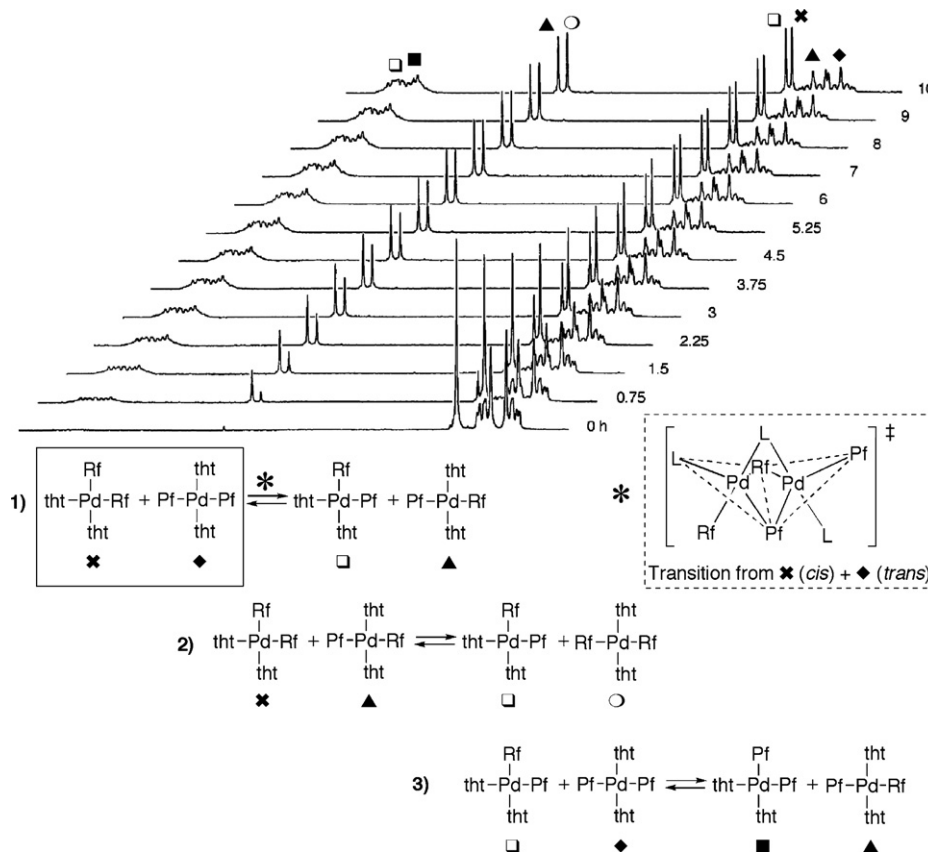 10
9
8
7
6
5.25
4.5
3.75
3
2.25
1.5
0.75
0 h
1)
Rf
tht–Pd–Rf
tht
+
tht
Pf–Pd–Pf
tht
*
Rf
tht–Pd–Pf
tht
+
tht
Pf–Pd–Rf
tht
*
L
L
Rf
Pd
Pd
Pf
Rf
Pf
L
‡
Transition from ✖ (cis) + ◆ (trans)
2)
Rf
tht–Pd–Rf
tht
+
tht
Pf–Pd–Rf
tht
Rf
tht–Pd–Pf
tht
+
tht
Rf–Pd–Rf
tht
3)
Rf
tht–Pd–Pf
tht
+
tht
Pf–Pd–Pf
tht
Pf
tht–Pd–Pf
tht
+
tht
Pf–Pd–Rf
tht